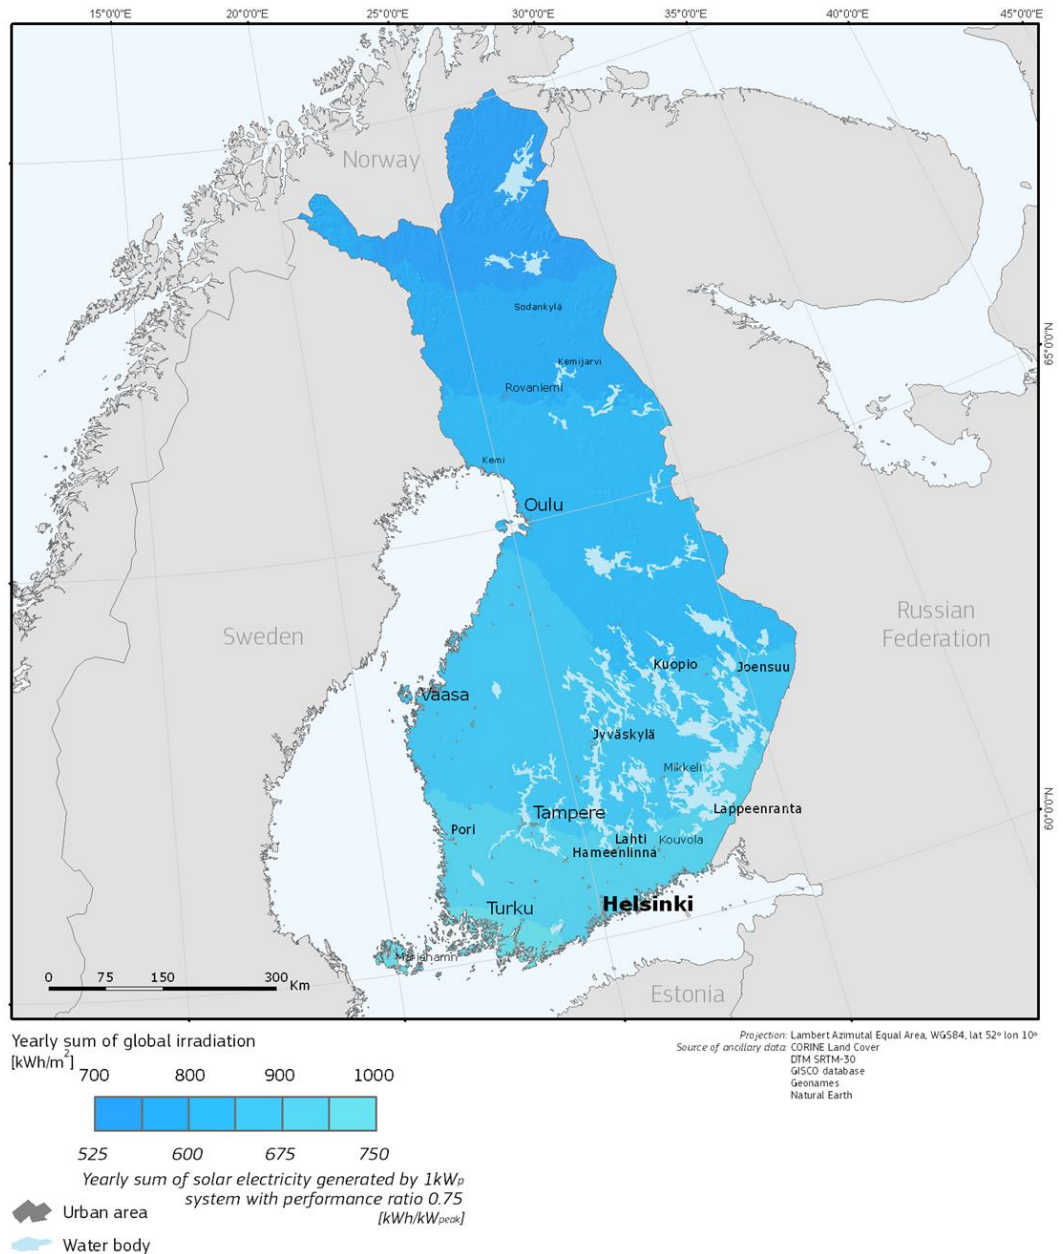 15°0'0"E 20°0'0"E 25°0'0"E 30°0'0"E 35°0'0"E 40°0'0"E 45°0'0"E
Norway
65°0'0"N
Sodankylä
Kemijarvi
Rovaniemi
Kemi
Oulu
Sweden
Russian
Federation
Kuopio
Joensuu
Vaasa
Jyväskylä
Mikkeli
Lappeenranta
Tampere
60°0'0"N
Pori
Lahti
Kouvola
Hameenlinna
Helsinki
Turku
Mariehamn
0 75 150 300 Km
Estonia
Projection: Lambert Azimutal Equal Area, WGS84, lat 52º lon 10º
Source of ancillary data: CORINE Land Cover
DTM SRTM-30
GISCO database
Geonames
Natural Earth
Yearly sum of global irradiation
[kWh/m²]
700 800 900 1000
525 600 675 750
Yearly sum of solar electricity generated by 1kWp
system with performance ratio 0.75
[kWh/kWpeak]
Urban area
Water body